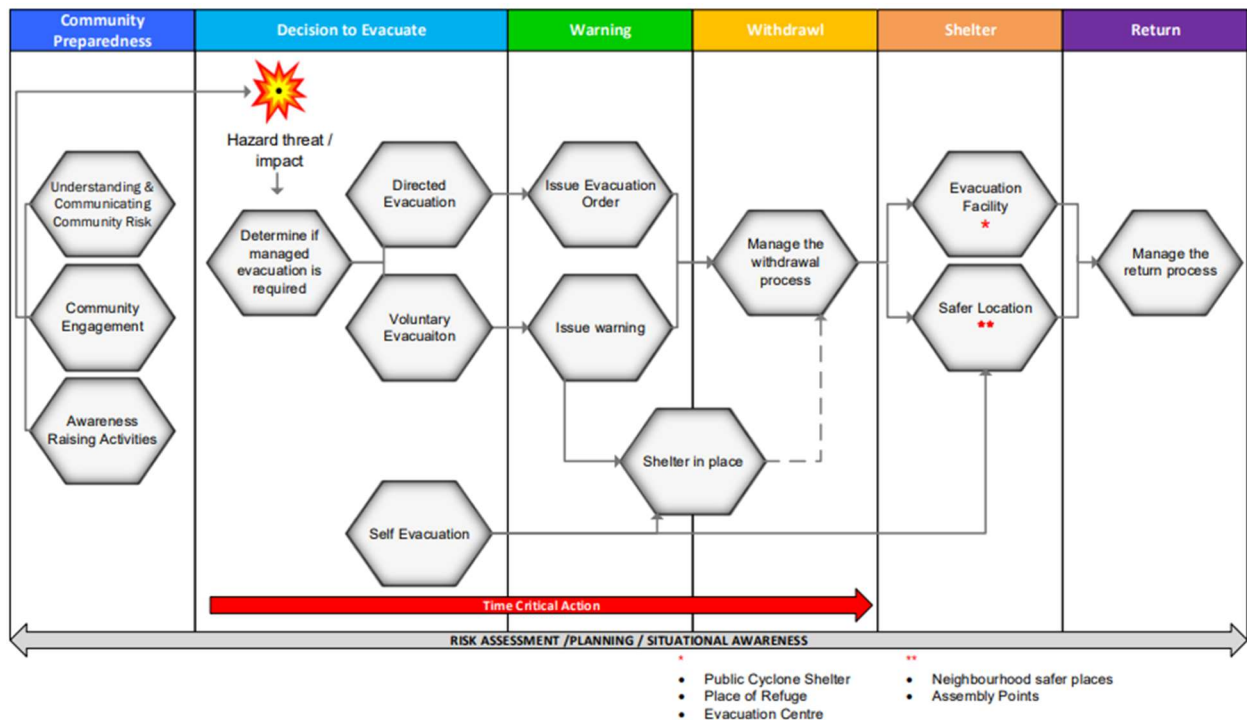 Community
Preparedness
Decision to Evacuate
Warning
Withdrawl
Shelter
Return
Hazard threat /
impact
Understanding &
Communicating
Community Risk
Community
Engagement
Awareness
Raising Activities
Determine if
managed
evacuation is
required
Directed
Evacuation
Voluntary
Evacuaiton
Self Evacuation
Issue Evacuation
Order
Issue warning
Shelter in place
Manage the
withdrawal
process
Evacuation
Facility
*
Safer Location
**
Manage the
return process
Time Critical Action
RISK ASSESSMENT /PLANNING / SITUATIONAL AWARENESS
*
• Public Cyclone Shelter
• Place of Refuge
• Evacuation Centre
**
• Neighbourhood safer places
• Assembly Points